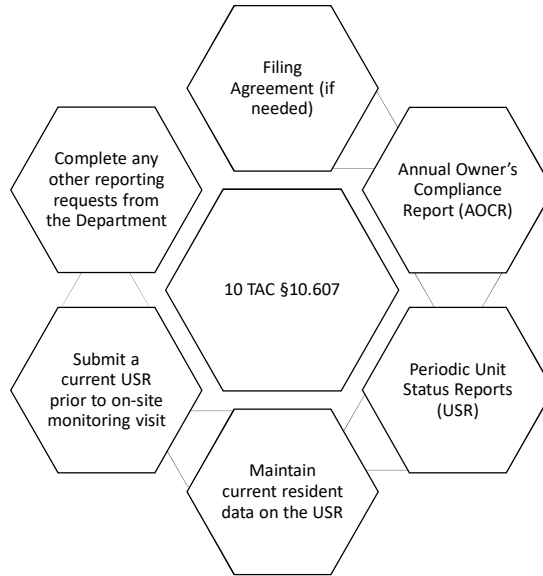 Filing
Agreement (if
needed)
Annual Owner’s
Compliance
Report (AOCR)
Periodic Unit
Status Reports
(USR)
Maintain
current resident
data on the USR
Submit a
current USR
prior to on-site
monitoring visit
Complete any
other reporting
requests from
the Department
10 TAC §10.607